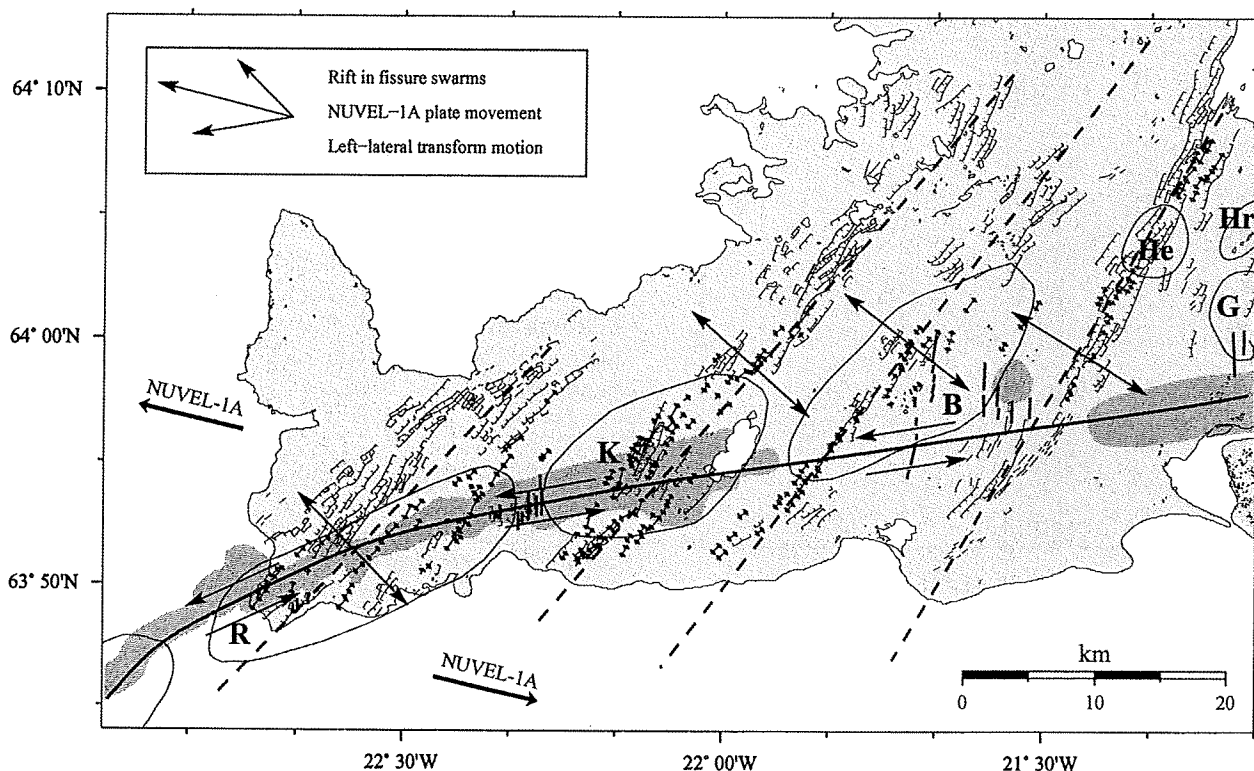 64° 10'N
64° 00'N
63° 50'N
Rift in fissure swarms
NUVEL-1A plate movement
Left-lateral transform motion
Hr
He
G
NUVEL-1A
B
K
R
NUVEL-1A
km
0 10 20
22° 30'W 22° 00'W 21° 30'W